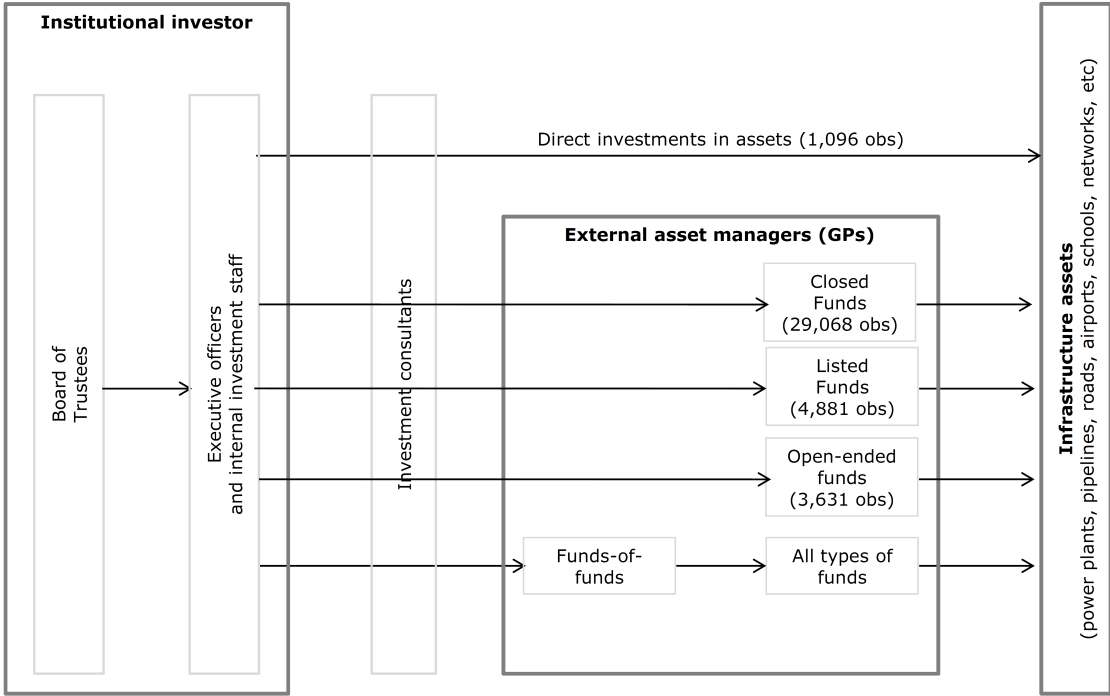 Institutional investor
Board of
Trustees
Executive officers
and internal investment staff
Investment consultants
Direct investments in assets (1,096 obs)
External asset managers (GPs)
Closed
Funds
(29,068 obs)
Listed
Funds
(4,881 obs)
Open-ended
funds
(3,631 obs)
Funds-of-
funds
All types of
funds
Infrastructure assets
(power plants, pipelines, roads, airports, schools, networks, etc)